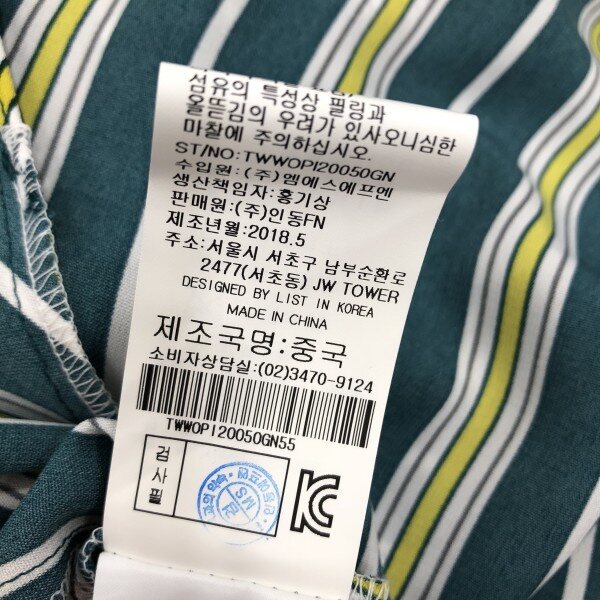 섬유의 특성상 필링과
올뜯김의 우려가 있사오니심한
마찰에 주의하십시오.
ST/NO:TWWOPI20050GN
수입원:(주)엘에스에프엔
생산책임자:홍기상
판매원:(주)인동FN
제조년월:2018.5
주소:서울시 서초구 남부순환로
2477(서초동) JW TOWER
DESIGNED BY LIST IN KOREA
MADE IN CHINA
제조국명:중국
소비자상담실:(02)3470-9124
TWWOPI20050GN55
검사필
KC